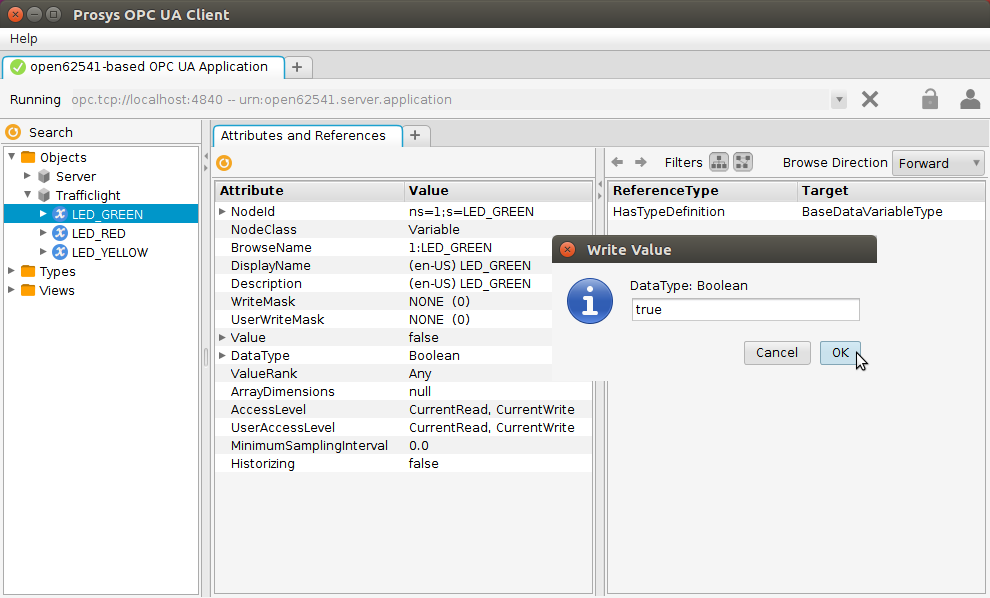 Prosys OPC UA Client
Help
open62541-based OPC UA Application +
Running opc.tcp://localhost:4840 -- urn:open62541.server.application
Search
Objects
Server
Trafficlight
LED_GREEN
LED_RED
LED_YELLOW
Types
Views
Attributes and References +
Attribute Value
NodeId ns=1;s=LED_GREEN
NodeClass Variable
BrowseName 1:LED_GREEN
DisplayName (en-US) LED_GREEN
Description (en-US) LED_GREEN
WriteMask NONE (0)
UserWriteMask NONE (0)
Value false
DataType Boolean
ValueRank Any
ArrayDimensions null
AccessLevel CurrentRead, CurrentWrite
UserAccessLevel CurrentRead, CurrentWrite
MinimumSamplingInterval 0.0
Historizing false
Filters Browse Direction Forward
ReferenceType Target
HasTypeDefinition BaseDataVariableType
Write Value
DataType: Boolean
true
Cancel OK